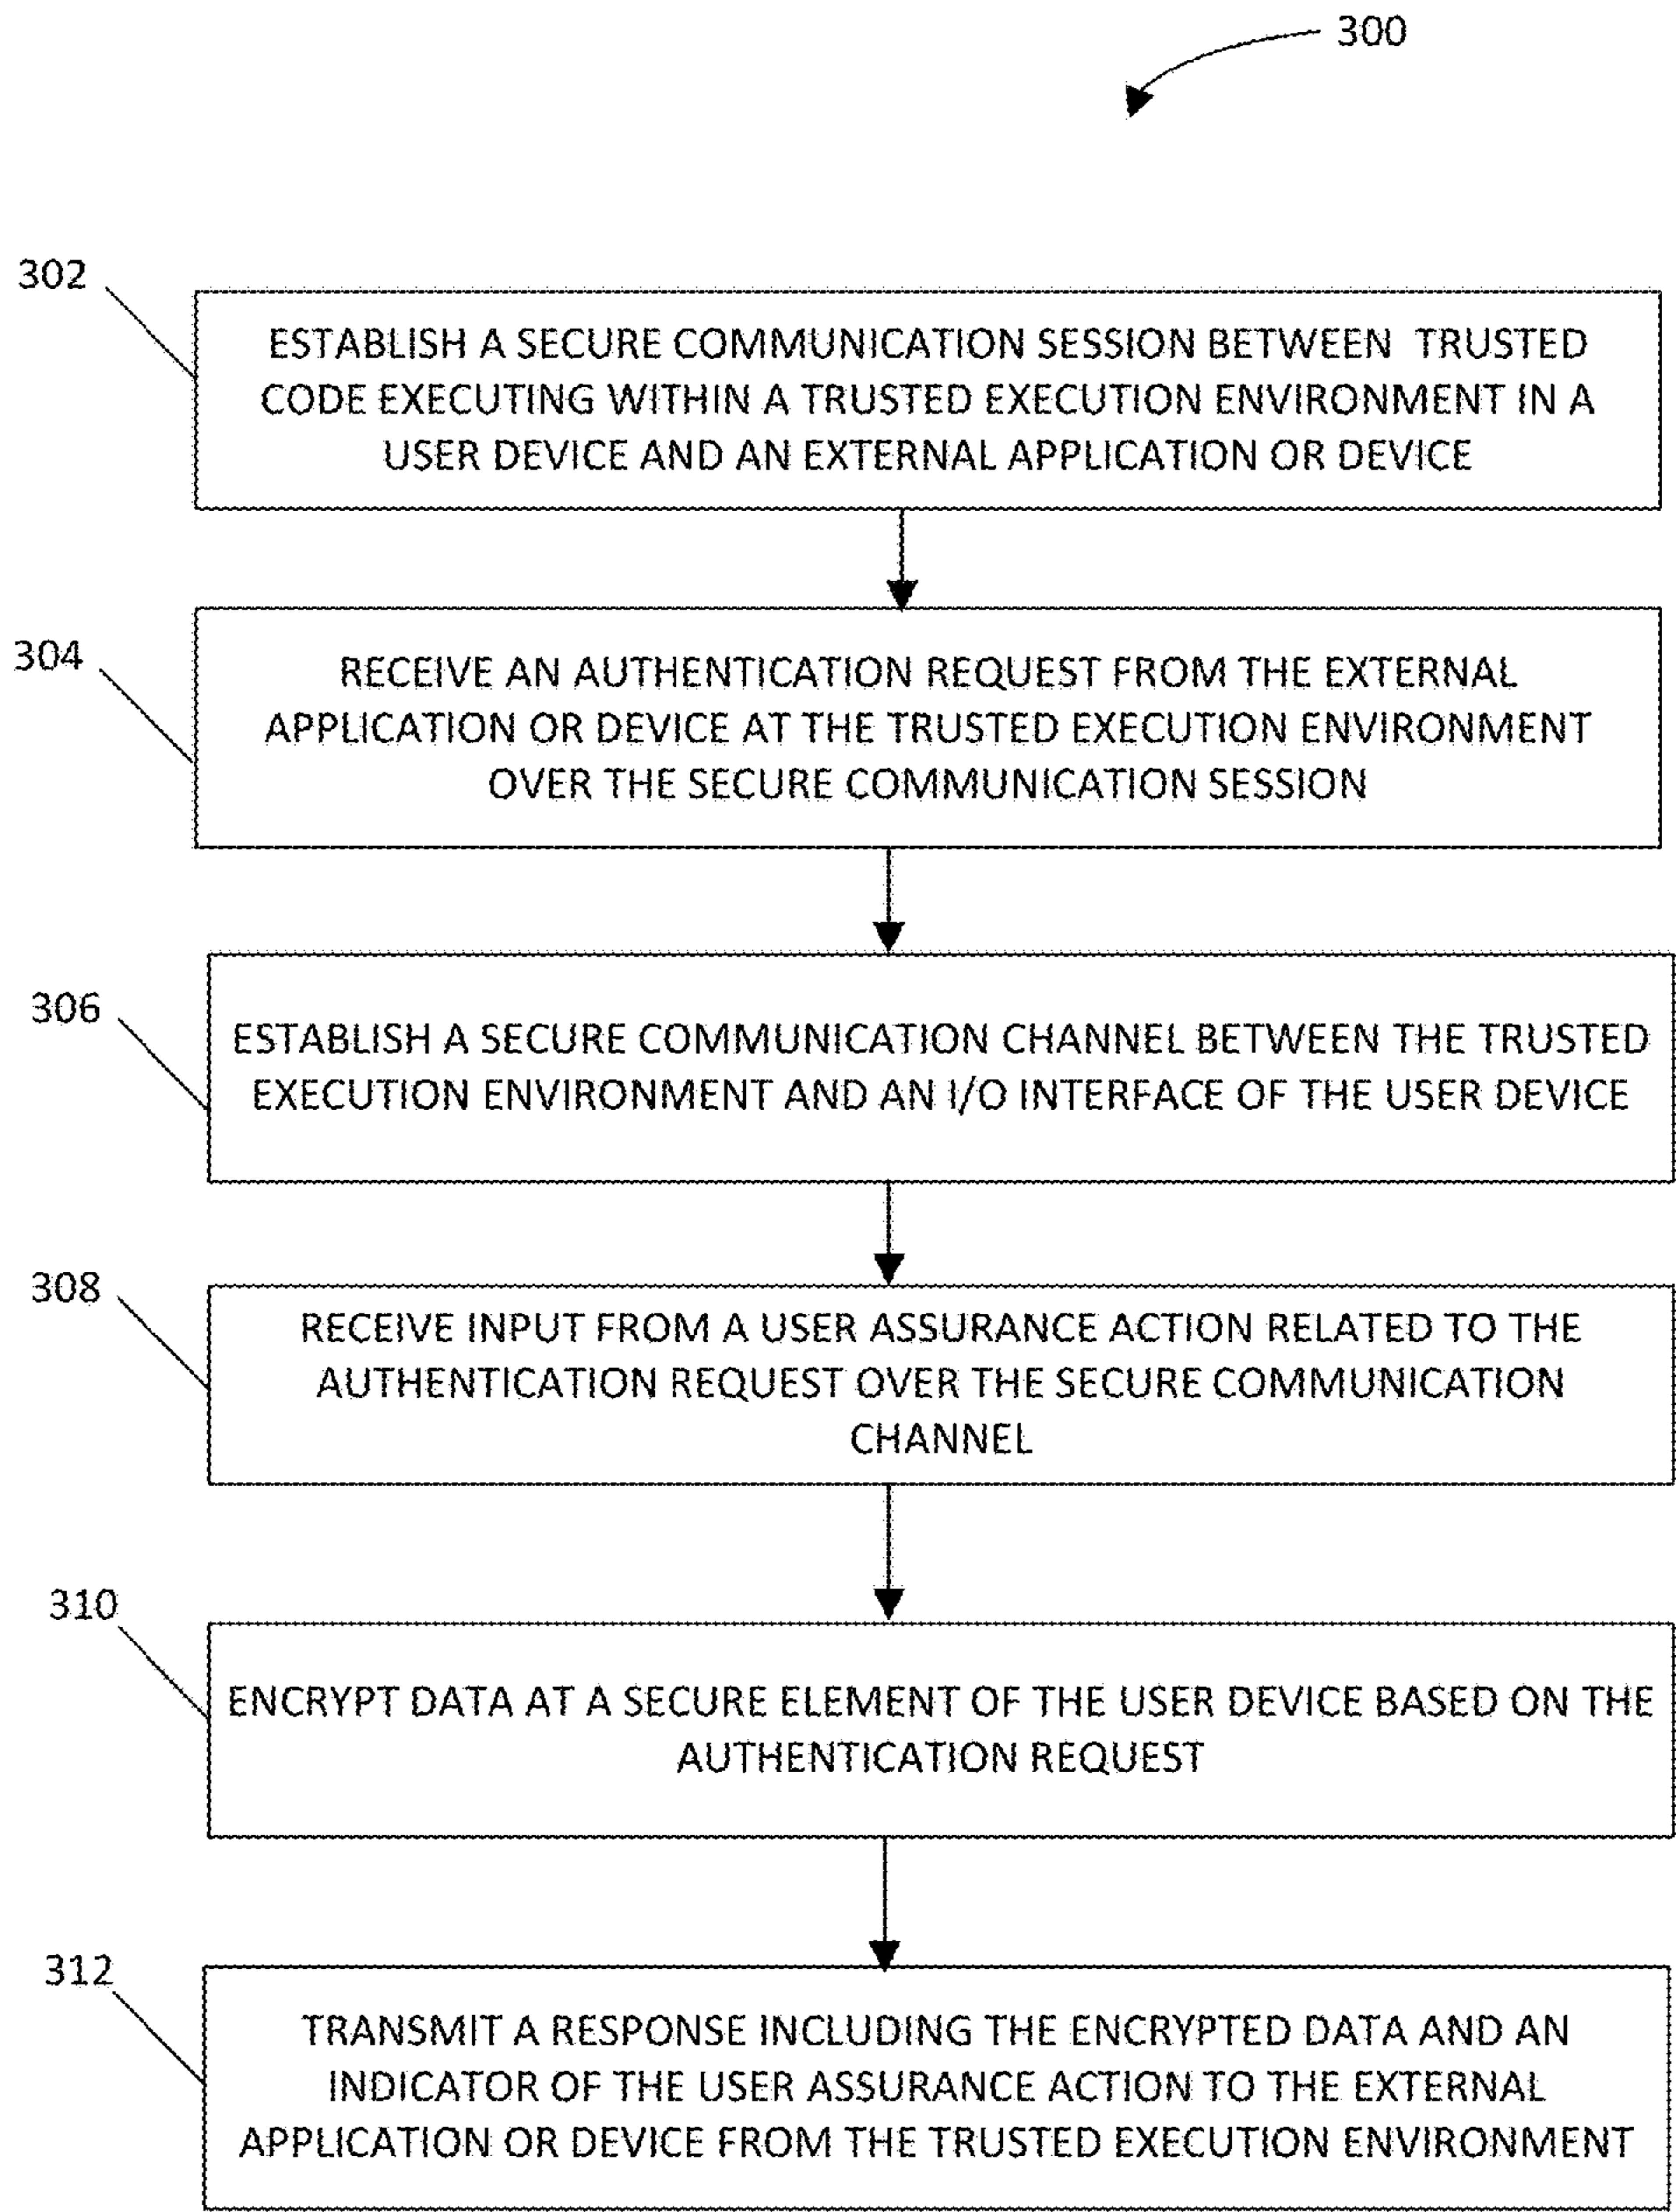 300
302
ESTABLISH A SECURE COMMUNICATION SESSION BETWEEN TRUSTED
CODE EXECUTING WITHIN A TRUSTED EXECUTION ENVIRONMENT IN A
USER DEVICE AND AN EXTERNAL APPLICATION OR DEVICE
304
RECEIVE AN AUTHENTICATION REQUEST FROM THE EXTERNAL
APPLICATION OR DEVICE AT THE TRUSTED EXECUTION ENVIRONMENT
OVER THE SECURE COMMUNICATION SESSION
306
ESTABLISH A SECURE COMMUNICATION CHANNEL BETWEEN THE TRUSTED
EXECUTION ENVIRONMENT AND AN I/O INTERFACE OF THE USER DEVICE
308
RECEIVE INPUT FROM A USER ASSURANCE ACTION RELATED TO THE
AUTHENTICATION REQUEST OVER THE SECURE COMMUNICATION
CHANNEL
310
ENCRYPT DATA AT A SECURE ELEMENT OF THE USER DEVICE BASED ON THE
AUTHENTICATION REQUEST
312
TRANSMIT A RESPONSE INCLUDING THE ENCRYPTED DATA AND AN
INDICATOR OF THE USER ASSURANCE ACTION TO THE EXTERNAL
APPLICATION OR DEVICE FROM THE TRUSTED EXECUTION ENVIRONMENT